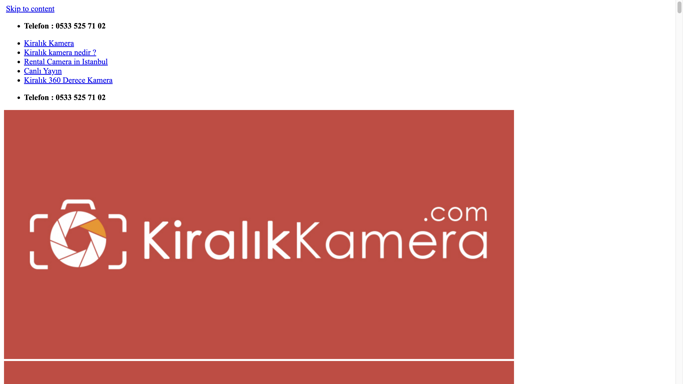 Skip to content
Telefon : 0533 525 71 02
Kiralık Kamera
Kiralık kamera nedir ?
Rental Camera in Istanbul
Canlı Yayın
Kiralık 360 Derece Kamera
Telefon : 0533 525 71 02
.com
KiralıkKamera